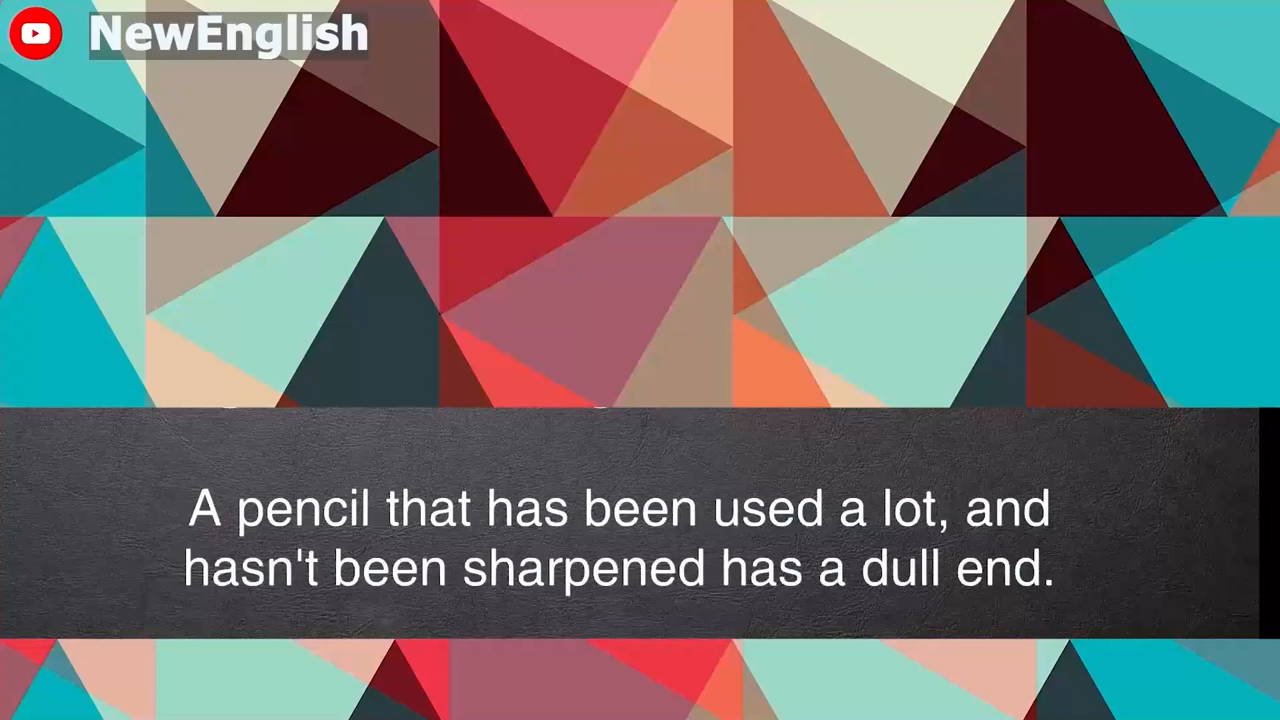 NewEnglish
A pencil that has been used a lot, and
hasn't been sharpened has a dull end.